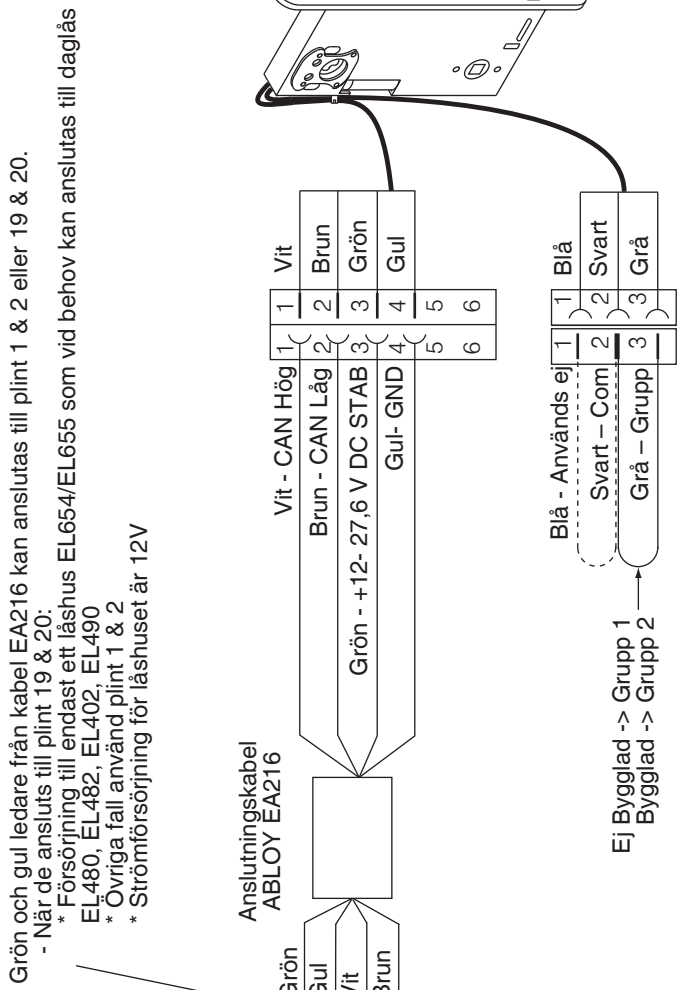 Grön och gul ledare från kabel EA216 kan anslutas till plint 1 & 2 eller 19 & 20.
- När de ansluts till plint 19 & 20:
* Försörjning till endast ett låshus EL654/EL655 som vid behov kan anslutas till daglås
EL480, EL482, EL402, EL490
* Övriga fall använd plint 1 & 2
* Strömförsörjning för låshuset är 12V
Anslutningskabel
ABLOY EA216
Grön
Gul
Vit
Brun
Vit - CAN Hög 1 1 Vit
Brun - CAN Låg 2 2 Brun
Grön - +12- 27,6 V DC STAB 3 3 Grön
Gul- GND 4 4 Gul
5 5
6 6
Blå - Används ej 1 1 Blå
Svart – Com 2 2 Svart
Grå – Grupp 3 3 Grå
Ej Bygglad -> Grupp 1
Bygglad -> Grupp 2